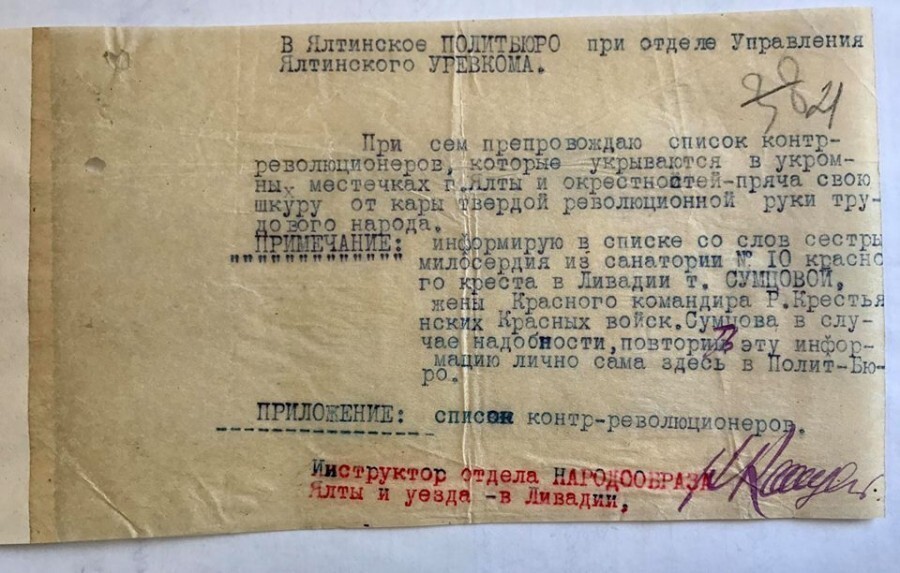 В Ялтинское ПОЛИТБЮРО при отделе Управления
Ялтинского УРЕВКОМА.
При сем препровождаю список контр-
революционеров, которые укрываются в укром-
ных местечках г.Ялты и окрестностей-пряча свою
шкуру от кары твердой революционной руки тру-
дового народа.
ПРИМЕЧАНИЕ: информирую в списке со слов сестры
милосердия из санатории № 10 красно
го креста в Ливадии т. СУМЦОВОЙ,
жены Красного командира Р.Крестья
нских Красных войск.Сумцова в слу-
чае надобности,повторит эту инфор-
мацию лично сама здесь в Полит-Бю-
ро.
ПРИЛОЖЕНИЕ: список контр-революционеров.
Инструктор отдела НАРОДООБРАЗ
Ялты и уезда -в Ливадии,